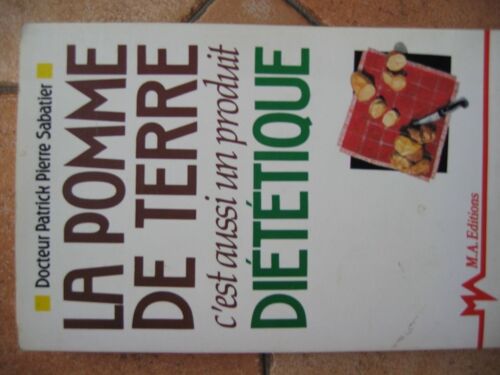 Docteur Patrick Pierre Sabatier
LA POMME
DE TERRE
c'est aussi un produit
DIÉTÉTIQUE
M.A. Editions